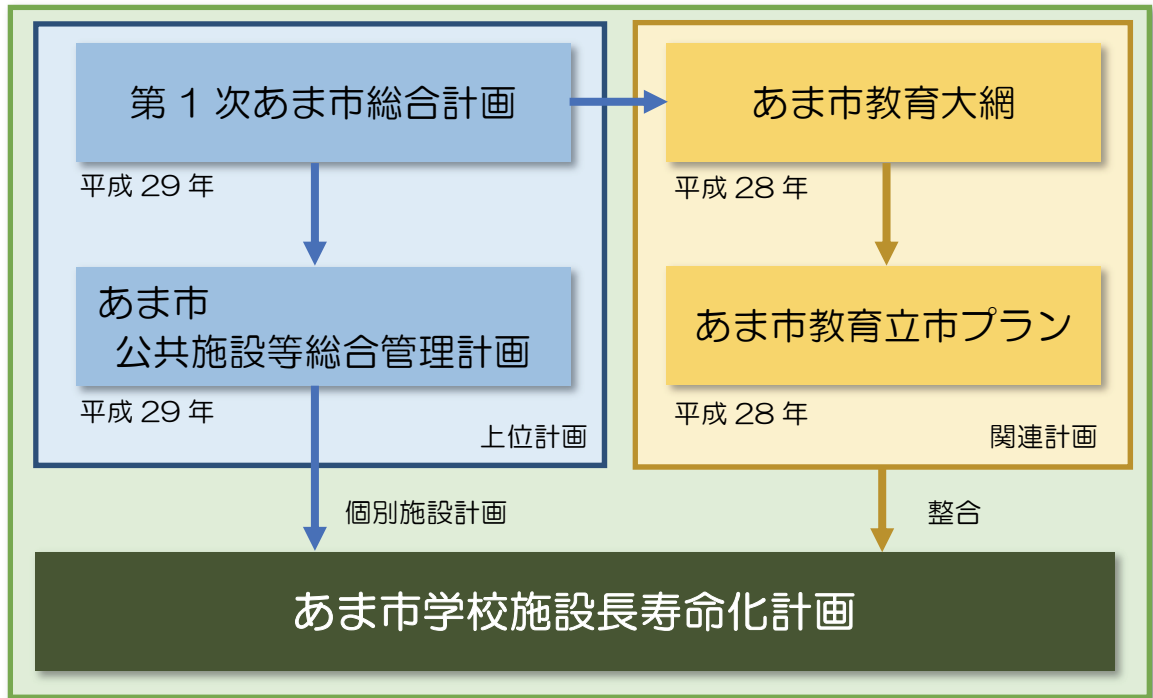 第 1 次あま市総合計画
平成 29 年
あま市
公共施設等総合管理計画
平成 29 年
上位計画
あま市教育大網
平成 28 年
あま市教育立市プラン
平成 28 年
関連計画
個別施設計画
整合
あま市学校施設長寿命化計画